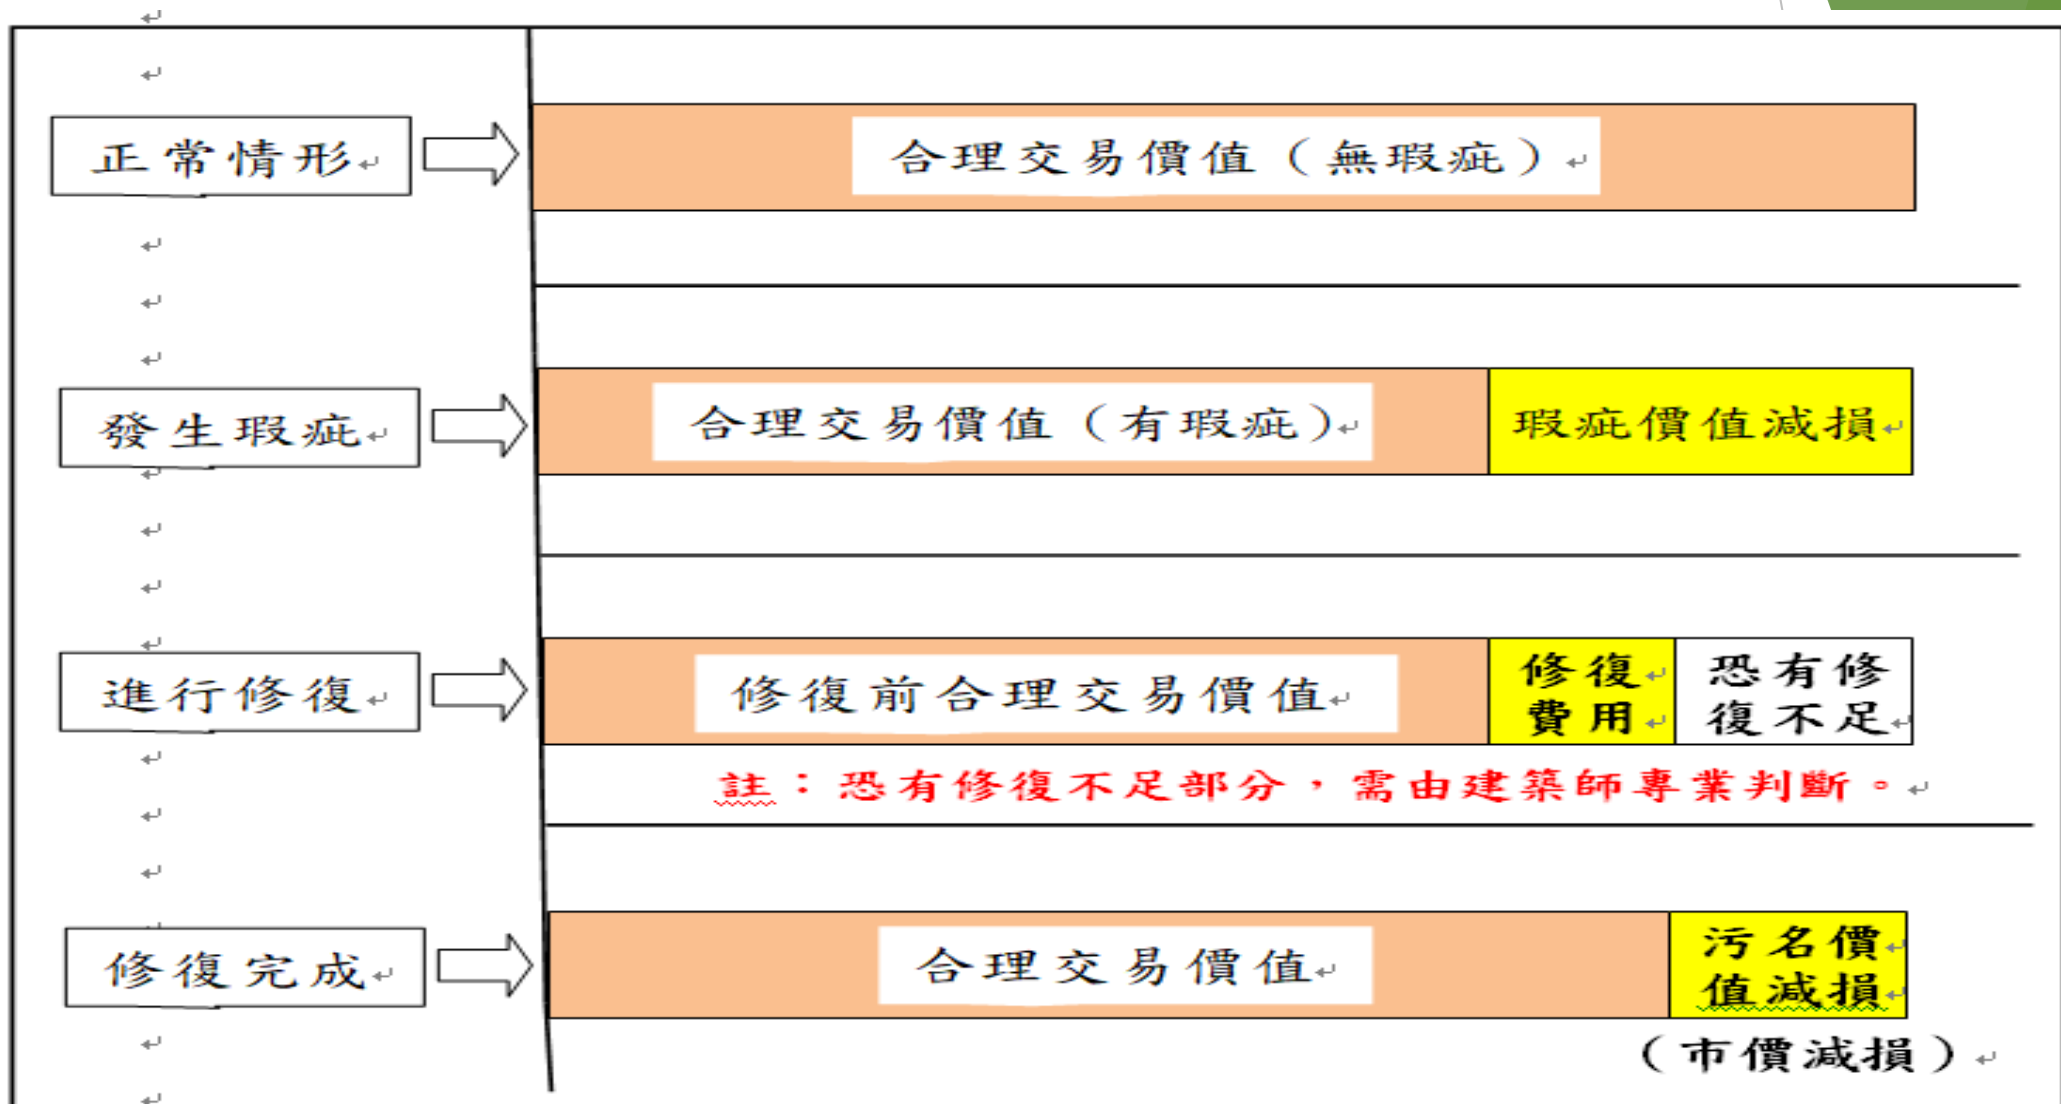 正常情形
合理交易價值（無瑕疵）
發生瑕疵
合理交易價值（有瑕疵）
瑕疵價值減損
進行修復
修復前合理交易價值
修復
費用
恐有修
復不足
註：恐有修復不足部分，需由建築師專業判斷。
修復完成
合理交易價值
污名價
值減損
（市價減損）